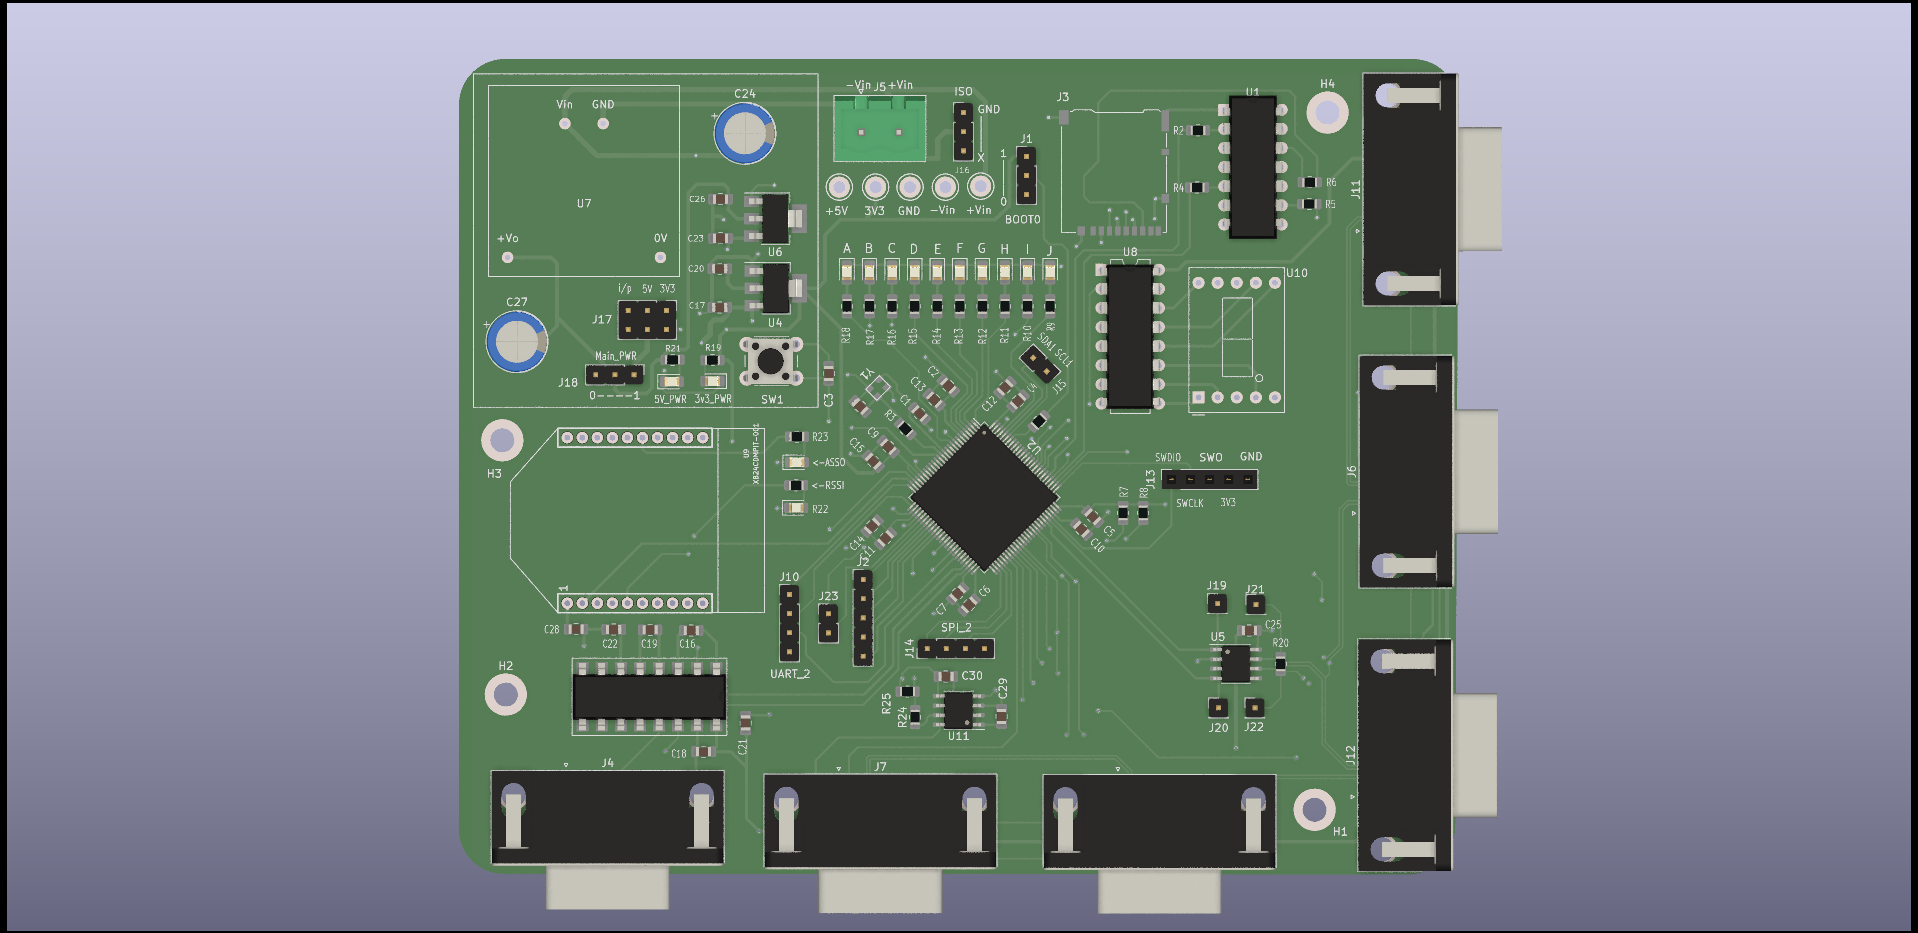 Vin GND
C24
U7
+Vo 0V
C27
-Vin J5 +Vin
ISO
GND
X
J16
J1
1
0
BOOT0
+5V 3V3 GND -Vin +Vin
J3
U1
H4
R2
R4
R6
R5
J11
C26
C23
U6
C20
C17
U4
i/p 5V 3V3
J17
Main_PWR
J18
0----1
R21 R19
5V_PWR 3v3_PWR
SW1
C3
A B C D E F G H I J
R18 R17 R16 R15 R14 R13 R12 R11 R10 R9
U8
U10
SDA1 SCL1
J15
Y1
C2
C13
C1
R3
C12
C4
C9
C15
U2
H3
U9
XB24CDMPIT-001
1
R23
<-ASSO
<-RSSI
R22
C14
C11
R7 R8
C5
C10
SWDIO SWO GND
J13
SWCLK 3V3
J6
J10
J23
J2
UART_2
C7
C6
SPI_2
J14
J19 J21
C25
U5
R20
J20 J22
C28 C22 C19 C16
H2
C21
C18
C30
R25
R24
C29
U11
J4
J7
J12
H1